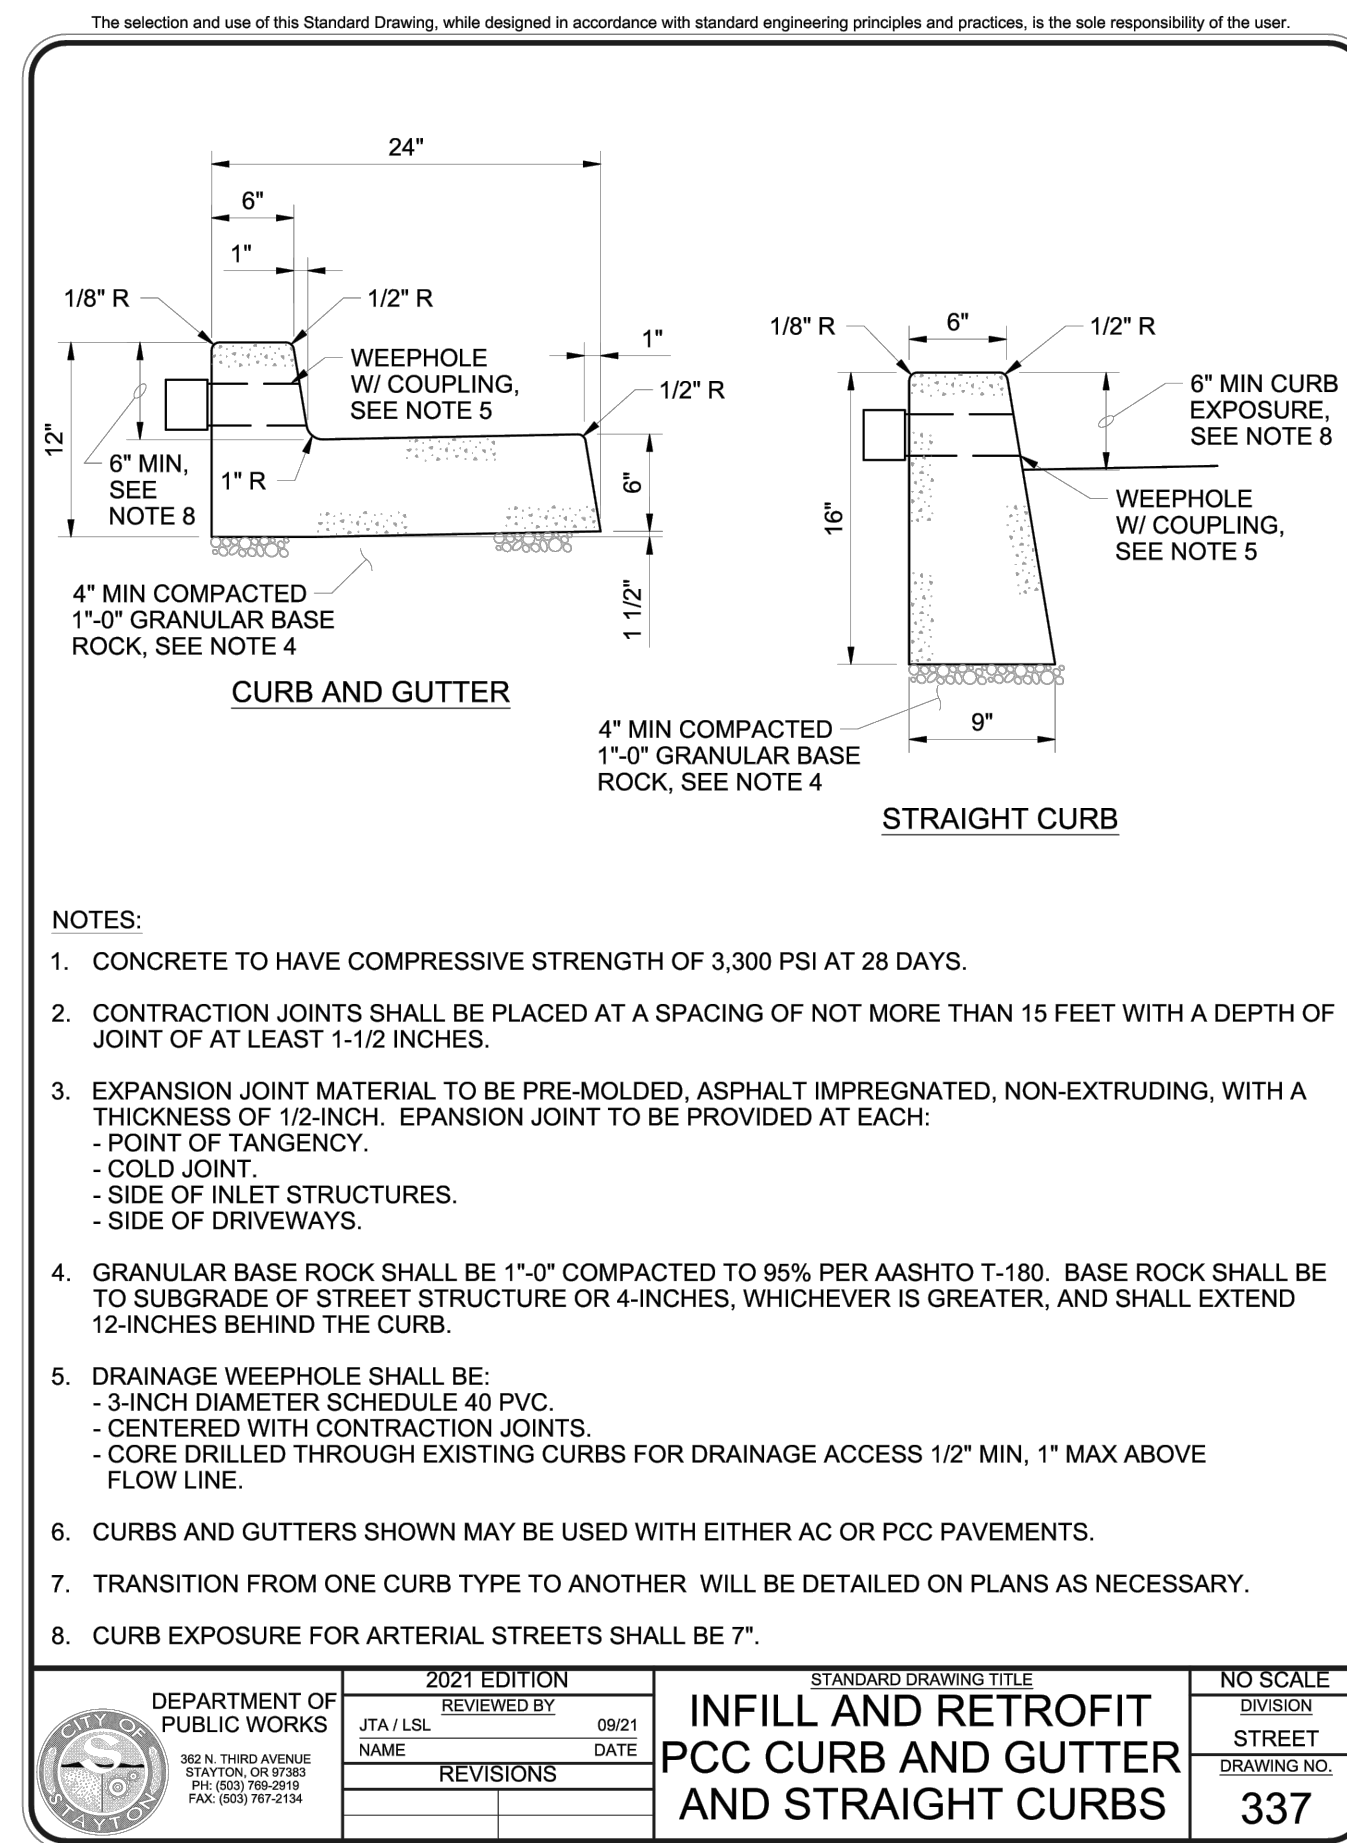 The selection and use of this Standard Drawing, while designed in accordance with standard engineering principles and practices, is the sole responsibility of the user.
24"
6"
1"
1/8" R
1/2" R
WEEPHOLE
W/ COUPLING,
SEE NOTE 5
1"
1/2" R
12"
6" MIN,
SEE
NOTE 8
1" R
6"
1 1/2"
4" MIN COMPACTED
1"-0" GRANULAR BASE
ROCK, SEE NOTE 4
CURB AND GUTTER
1/8" R
6"
1/2" R
6" MIN CURB
EXPOSURE,
SEE NOTE 8
16"
WEEPHOLE
W/ COUPLING,
SEE NOTE 5
4" MIN COMPACTED
1"-0" GRANULAR BASE
ROCK, SEE NOTE 4
9"
STRAIGHT CURB
NOTES:
1. CONCRETE TO HAVE COMPRESSIVE STRENGTH OF 3,300 PSI AT 28 DAYS.
2. CONTRACTION JOINTS SHALL BE PLACED AT A SPACING OF NOT MORE THAN 15 FEET WITH A DEPTH OF
JOINT OF AT LEAST 1-1/2 INCHES.
3. EXPANSION JOINT MATERIAL TO BE PRE-MOLDED, ASPHALT IMPREGNATED, NON-EXTRUDING, WITH A
THICKNESS OF 1/2-INCH. EPANSION JOINT TO BE PROVIDED AT EACH:
- POINT OF TANGENCY.
- COLD JOINT.
- SIDE OF INLET STRUCTURES.
- SIDE OF DRIVEWAYS.
4. GRANULAR BASE ROCK SHALL BE 1"-0" COMPACTED TO 95% PER AASHTO T-180. BASE ROCK SHALL BE
TO SUBGRADE OF STREET STRUCTURE OR 4-INCHES, WHICHEVER IS GREATER, AND SHALL EXTEND
12-INCHES BEHIND THE CURB.
5. DRAINAGE WEEPHOLE SHALL BE:
- 3-INCH DIAMETER SCHEDULE 40 PVC.
- CENTERED WITH CONTRACTION JOINTS.
- CORE DRILLED THROUGH EXISTING CURBS FOR DRAINAGE ACCESS 1/2" MIN, 1" MAX ABOVE
FLOW LINE.
6. CURBS AND GUTTERS SHOWN MAY BE USED WITH EITHER AC OR PCC PAVEMENTS.
7. TRANSITION FROM ONE CURB TYPE TO ANOTHER WILL BE DETAILED ON PLANS AS NECESSARY.
8. CURB EXPOSURE FOR ARTERIAL STREETS SHALL BE 7".
CITY OF
S
STAYTON
DEPARTMENT OF
PUBLIC WORKS
362 N. THIRD AVENUE
STAYTON, OR 97383
PH: (503) 769-2919
FAX: (503) 767-2134
2021 EDITION
REVIEWED BY
JTA / LSL 09/21
NAME DATE
REVISIONS
STANDARD DRAWING TITLE
INFILL AND RETROFIT
PCC CURB AND GUTTER
AND STRAIGHT CURBS
NO SCALE
DIVISION
STREET
DRAWING NO.
337